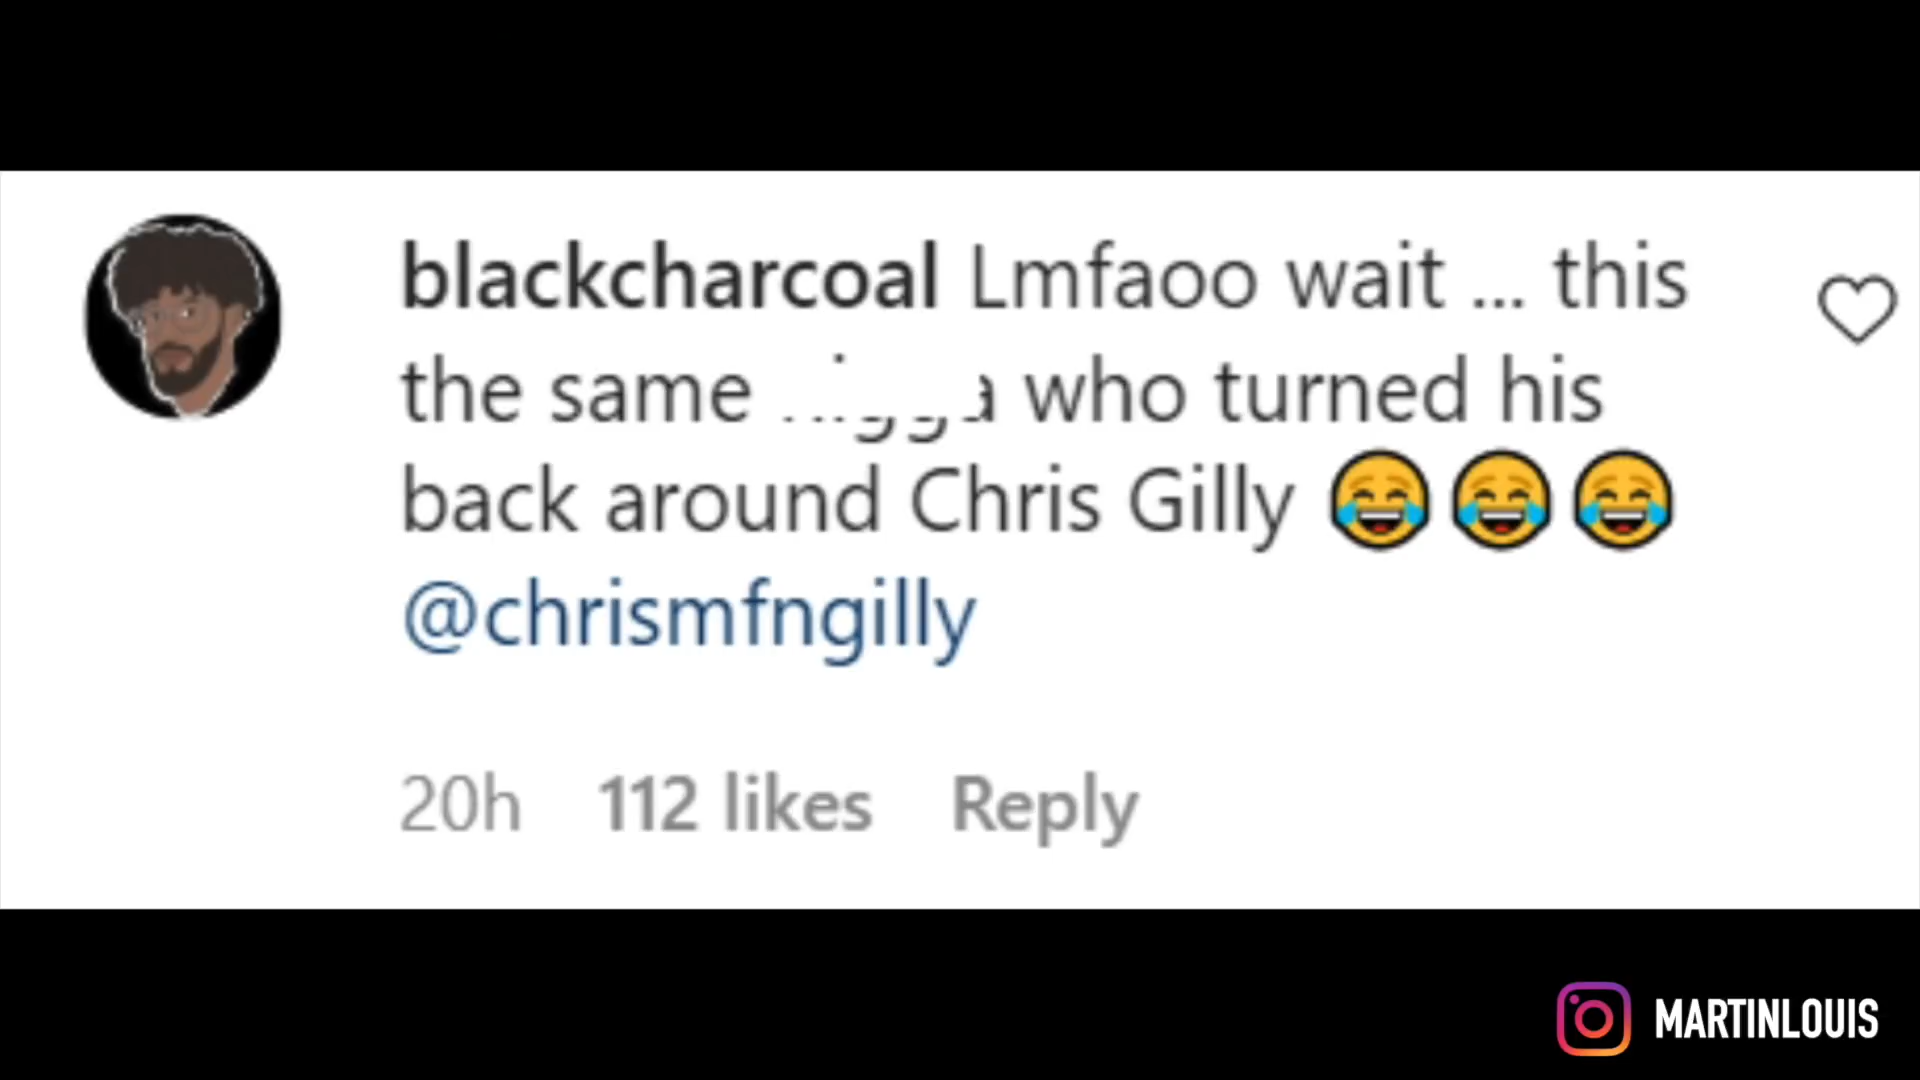 blackcharcoal Lmfaoo wait ... this
the same nigga who turned his
back around Chris Gilly 😂😂😂
@chrismfngilly
20h 112 likes Reply
MARTINLOUIS